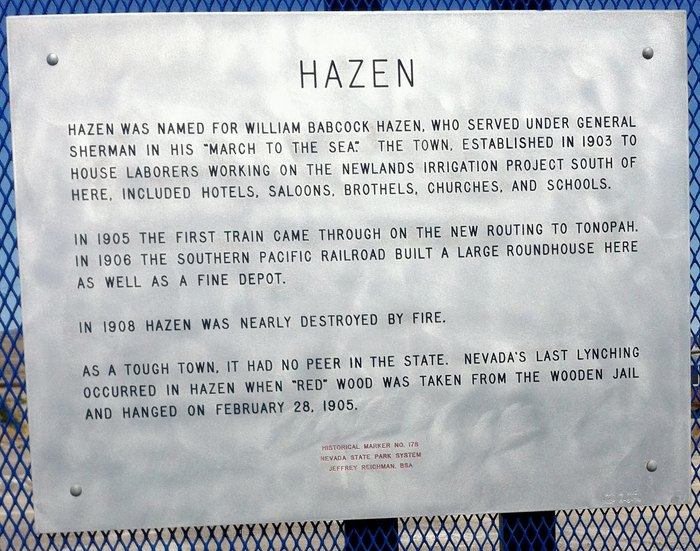 HAZEN
HAZEN WAS NAMED FOR WILLIAM BABCOCK HAZEN, WHO SERVED UNDER GENERAL
SHERMAN IN HIS "MARCH TO THE SEA". THE TOWN, ESTABLISHED IN 1903 TO
HOUSE LABORERS WORKING ON THE NEWLANDS IRRIGATION PROJECT SOUTH OF
HERE, INCLUDED HOTELS, SALOONS, BROTHELS, CHURCHES, AND SCHOOLS.
IN 1905 THE FIRST TRAIN CAME THROUGH ON THE NEW ROUTING TO TONOPAH.
IN 1906 THE SOUTHERN PACIFIC RAILROAD BUILT A LARGE ROUNDHOUSE HERE
AS WELL AS A FINE DEPOT.
IN 1908 HAZEN WAS NEARLY DESTROYED BY FIRE.
AS A TOUGH TOWN, IT HAD NO PEER IN THE STATE. NEVADA'S LAST LYNCHING
OCCURRED IN HAZEN WHEN "RED" WOOD WAS TAKEN FROM THE WOODEN JAIL
AND HANGED ON FEBRUARY 28, 1905.
HISTORICAL MARKER NO. 178
NEVADA STATE PARK SYSTEM
JEFFREY REICHMAN, BSA